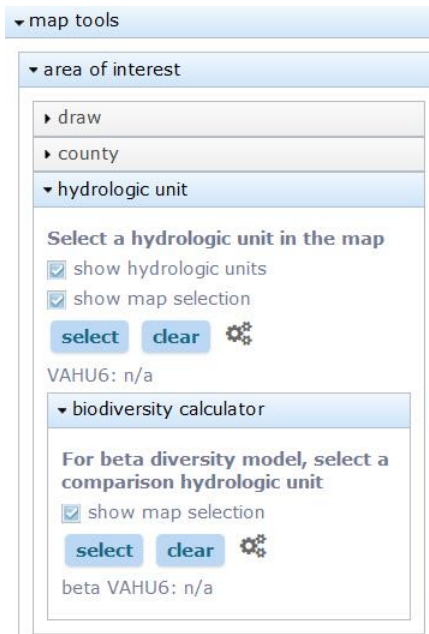 map tools
area of interest
draw
county
hydrologic unit
Select a hydrologic unit in the map
show hydrologic units
show map selection
select clear
VAHU6: n/a
biodiversity calculator
For beta diversity model, select a
comparison hydrologic unit
show map selection
select clear
beta VAHU6: n/a